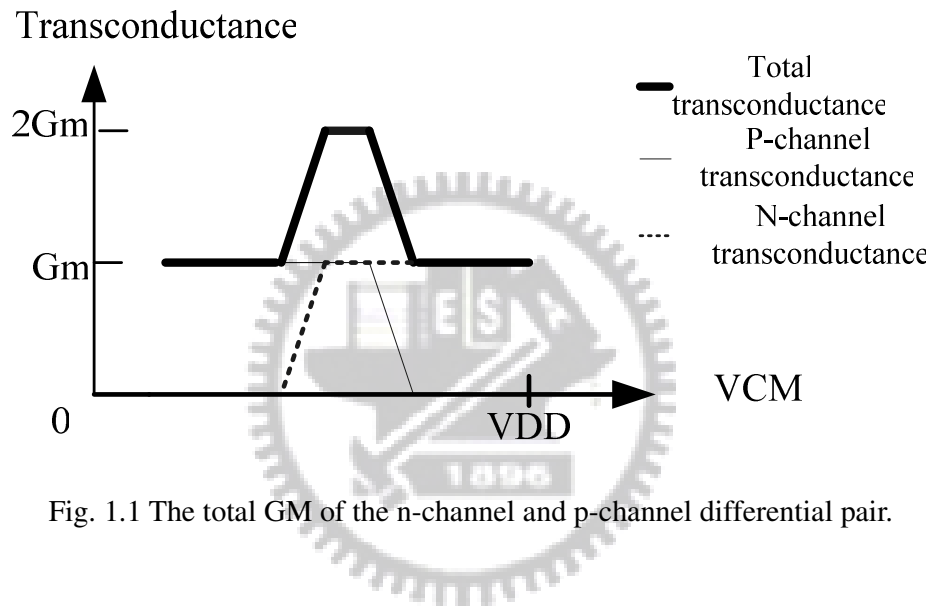 Transconductance
2Gm
Gm
0
VDD
VCM
Total
transconductance
P-channel
transconductance
N-channel
transconductance
E S
1896
Fig. 1.1 The total GM of the n-channel and p-channel differential pair.